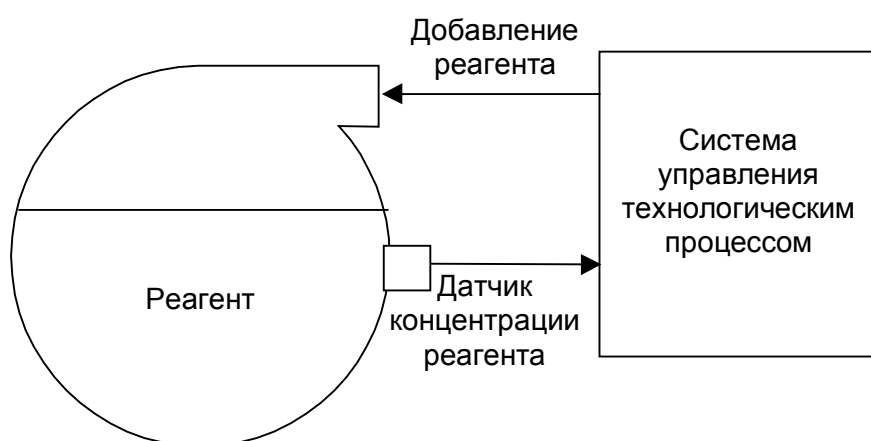 Добавление
реагента
Система
управления
технологическим
процессом
Реагент
Датчик
концентрации
реагента